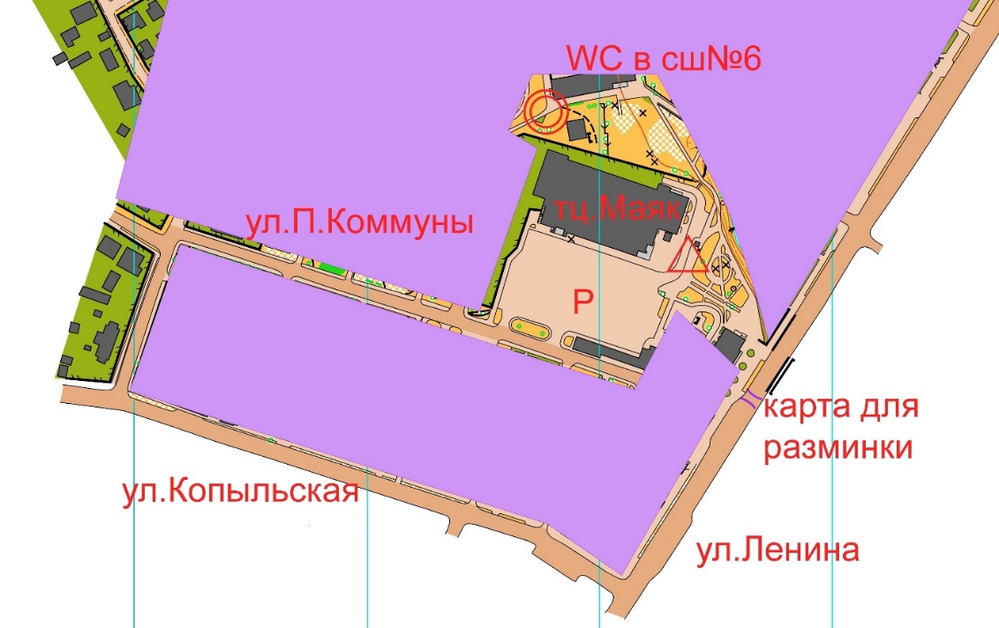 WC в сш№6
тц.Маяк
ул.П.Коммуны
P
карта для
разминки
ул.Копыльская
ул.Ленина